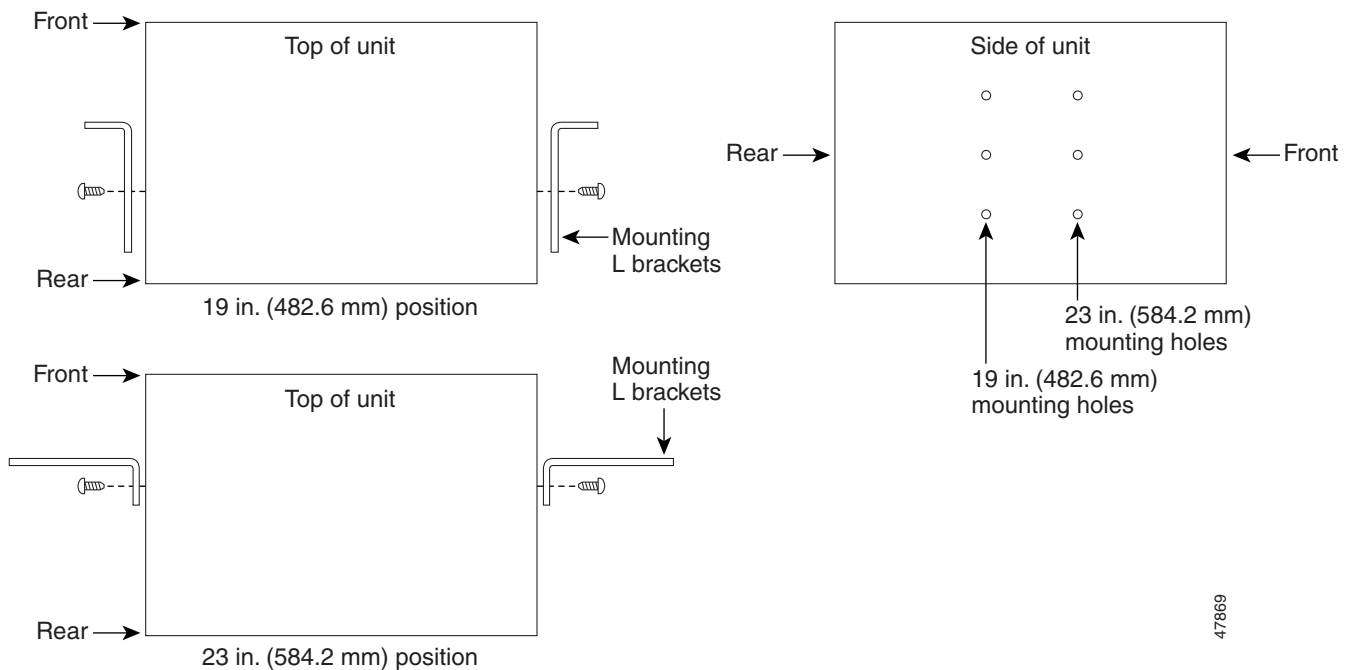 Front
Top of unit
Mounting
L brackets
Rear
19 in. (482.6 mm) position
Side of unit
Rear
Front
23 in. (584.2 mm)
mounting holes
19 in. (482.6 mm)
mounting holes
Front
Top of unit
Mounting
L brackets
Rear
23 in. (584.2 mm) position
47869